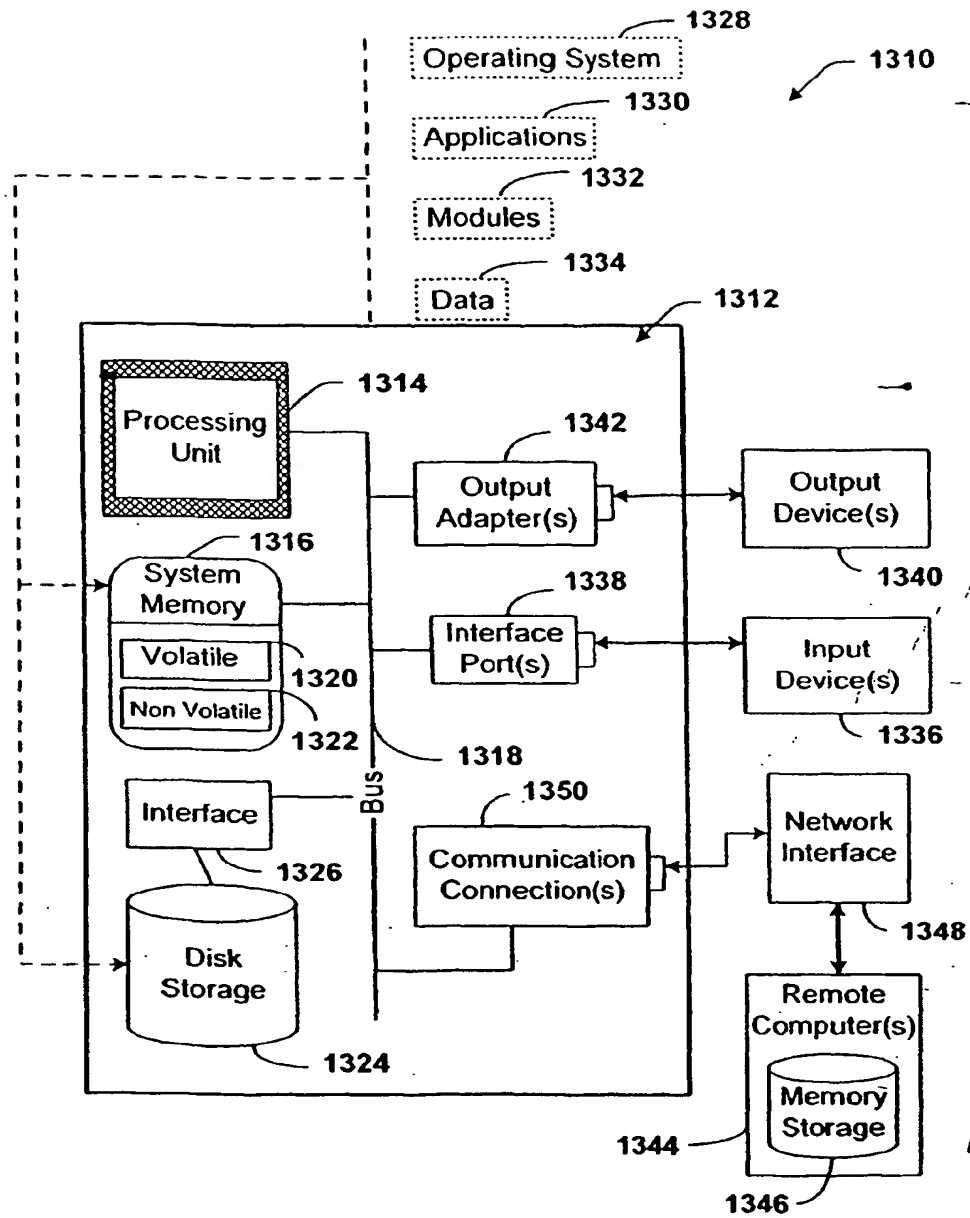 1328
Operating System
1310
1330
Applications
1332
Modules
1334
Data
1312
1314
Processing
Unit
1342
Output
Adapter(s)
Output
Device(s)
1340
1316
System
Memory
1338
Interface
Port(s)
Input
Device(s)
1336
Volatile
1320
Non Volatile
1322
1318
Bus
1350
Interface
1326
Communication
Connection(s)
Network
Interface
1348
Disk
Storage
1324
Remote
Computer(s)
Memory
Storage
1344
1346